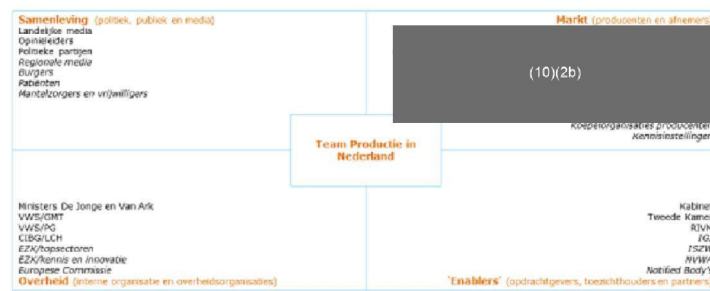 Samenleving (politiek, publiek en media)
Landelijke media
Opinieleiders
Politieke partijen
Regionale media
Burgers
Patiënten
Mantelzorgers en vrijwilligers
Markt (producenten en afnemers)
(10)(2b)
Koepelorganisaties producenten
Kennisinstellingen
Team Productie in
Nederland
Ministers De Jonge en Van Ark
VWS/GMT
VWS/PG
CIBG/LCH
EZK/topsectoren
EZK/kennis en innovatie
Europese Commissie
Overheid (interne organisatie en overheidsorganisaties)
Kabinet
Tweede Kamer
RIVM
IGJ
ISZW
NVWA
Notified Body's
'Enablers' (opdrachtgevers, toezichthouders en partners)